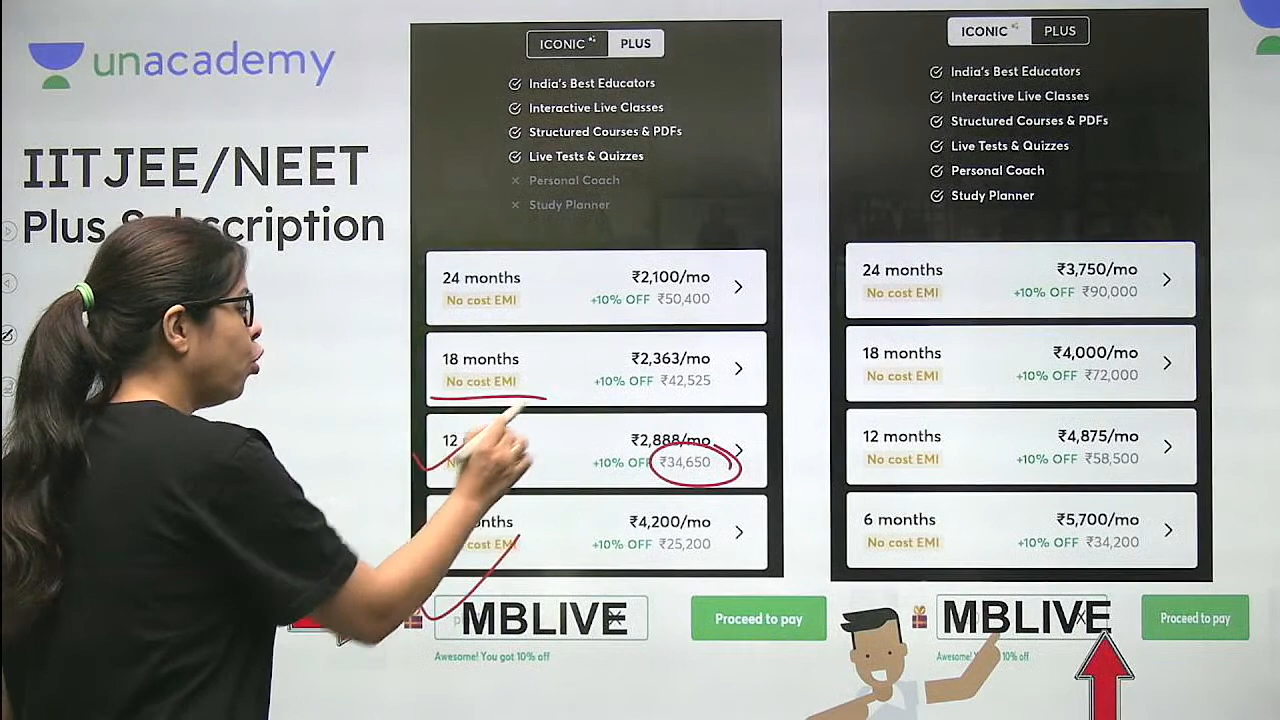 unacademy
IITJEE/NEET
Plus Subscription
ICONIC PLUS
India's Best Educators
Interactive Live Classes
Structured Courses & PDFs
Live Tests & Quizzes
Personal Coach
Study Planner
24 months ₹2,100/mo
No cost EMI +10% OFF ₹50,400
18 months ₹2,363/mo
No cost EMI +10% OFF ₹42,525
12 ₹2,888/mo
+10% OFF ₹34,650
₹4,200/mo
cost EMI +10% OFF ₹25,200
MBLIVE Proceed to pay
Awesome! You got 10% off
ICONIC PLUS
India's Best Educators
Interactive Live Classes
Structured Courses & PDFs
Live Tests & Quizzes
Personal Coach
Study Planner
24 months ₹3,750/mo
No cost EMI +10% OFF ₹90,000
18 months ₹4,000/mo
No cost EMI +10% OFF ₹72,000
12 months ₹4,875/mo
No cost EMI +10% OFF ₹58,500
6 months ₹5,700/mo
No cost EMI +10% OFF ₹34,200
MBLIVE Proceed to pay
Awesome! 10% off